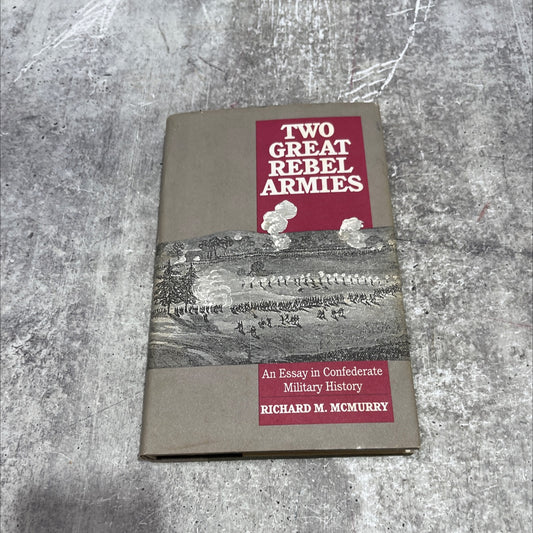 TWO
GREAT
REBEL
ARMIES
An Essay in Confederate
Military History
RICHARD M. MCMURRY